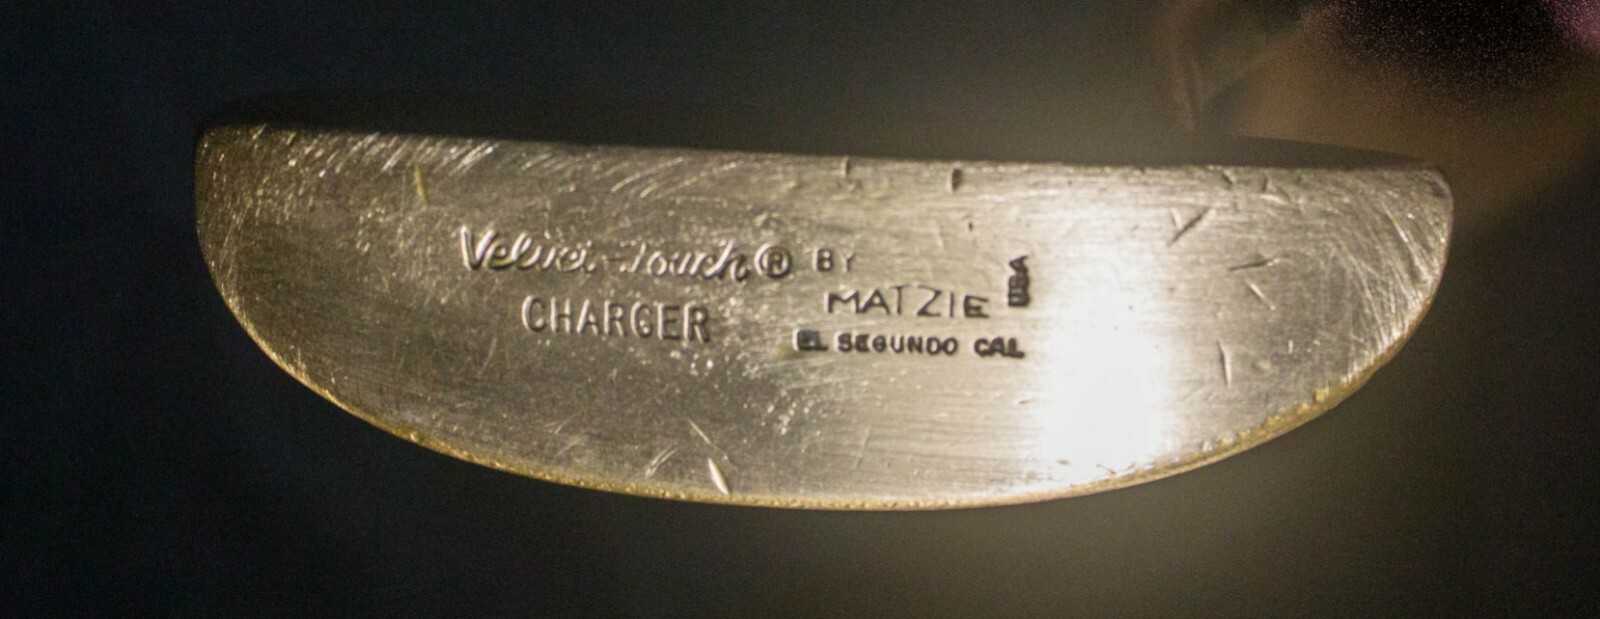 Velvet-Touch® BY
CHARGER
MATZIE
USA
EL SEGUNDO CAL